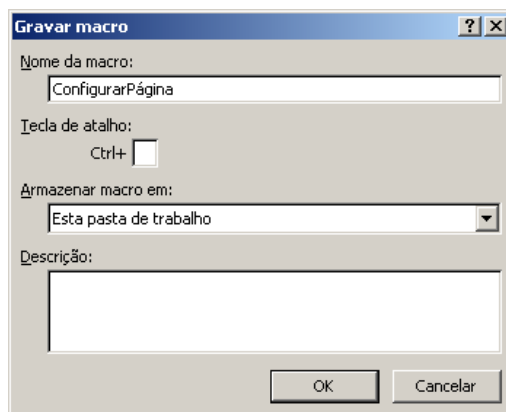 Gravar macro
Nome da macro:
ConfigurarPágina
Tecla de atalho:
Ctrl+
Armazenar macro em:
Esta pasta de trabalho
Descrição:
OK Cancelar